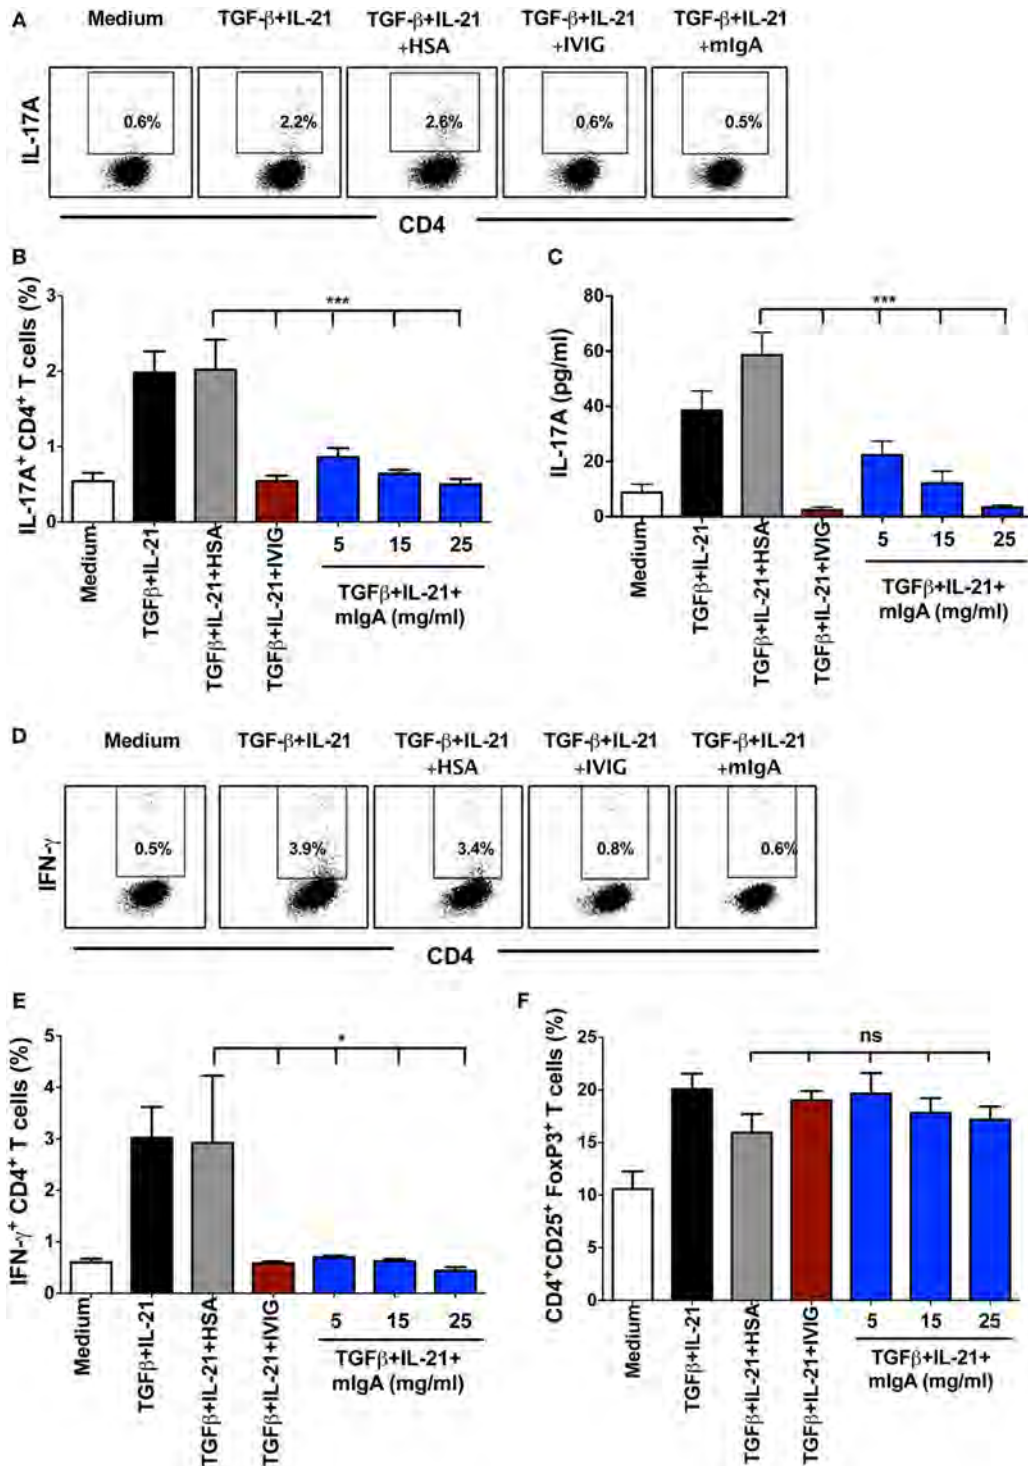 A
Medium
TGF-β+IL-21
TGF-β+IL-21
+HSA
TGF-β+IL-21
+IVIG
TGF-β+IL-21
+mIgA
IL-17A
0.6%
2.2%
2.6%
0.6%
0.5%
CD4
B
IL-17A+ CD4+ T cells (%)
3
2
1
0
***
Medium
TGFβ+IL-21
TGFβ+IL-21+HSA
TGFβ+IL-21+IVIG
5 15 25
TGFβ+IL-21+
mIgA (mg/ml)
C
IL-17A (pg/ml)
80
60
40
20
0
***
Medium
TGFβ+IL-21
TGFβ+IL-21+HSA
TGFβ+IL-21+IVIG
5 15 25
TGFβ+IL-21+
mIgA (mg/ml)
D
Medium
TGF-β+IL-21
TGF-β+IL-21
+HSA
TGF-β+IL-21
+IVIG
TGF-β+IL-21
+mIgA
IFN-γ
0.5%
3.9%
3.4%
0.8%
0.6%
CD4
E
IFN-γ+ CD4+ T cells (%)
5
4
3
2
1
0
*
Medium
TGFβ+IL-21
TGFβ+IL-21+HSA
TGFβ+IL-21+IVIG
5 15 25
TGFβ+IL-21+
mIgA (mg/ml)
F
CD4+CD25+ FoxP3+ T cells (%)
25
20
15
10
5
0
ns
Medium
TGFβ+IL-21
TGFβ+IL-21+HSA
TGFβ+IL-21+IVIG
5 15 25
TGFβ+IL-21+
mIgA (mg/ml)